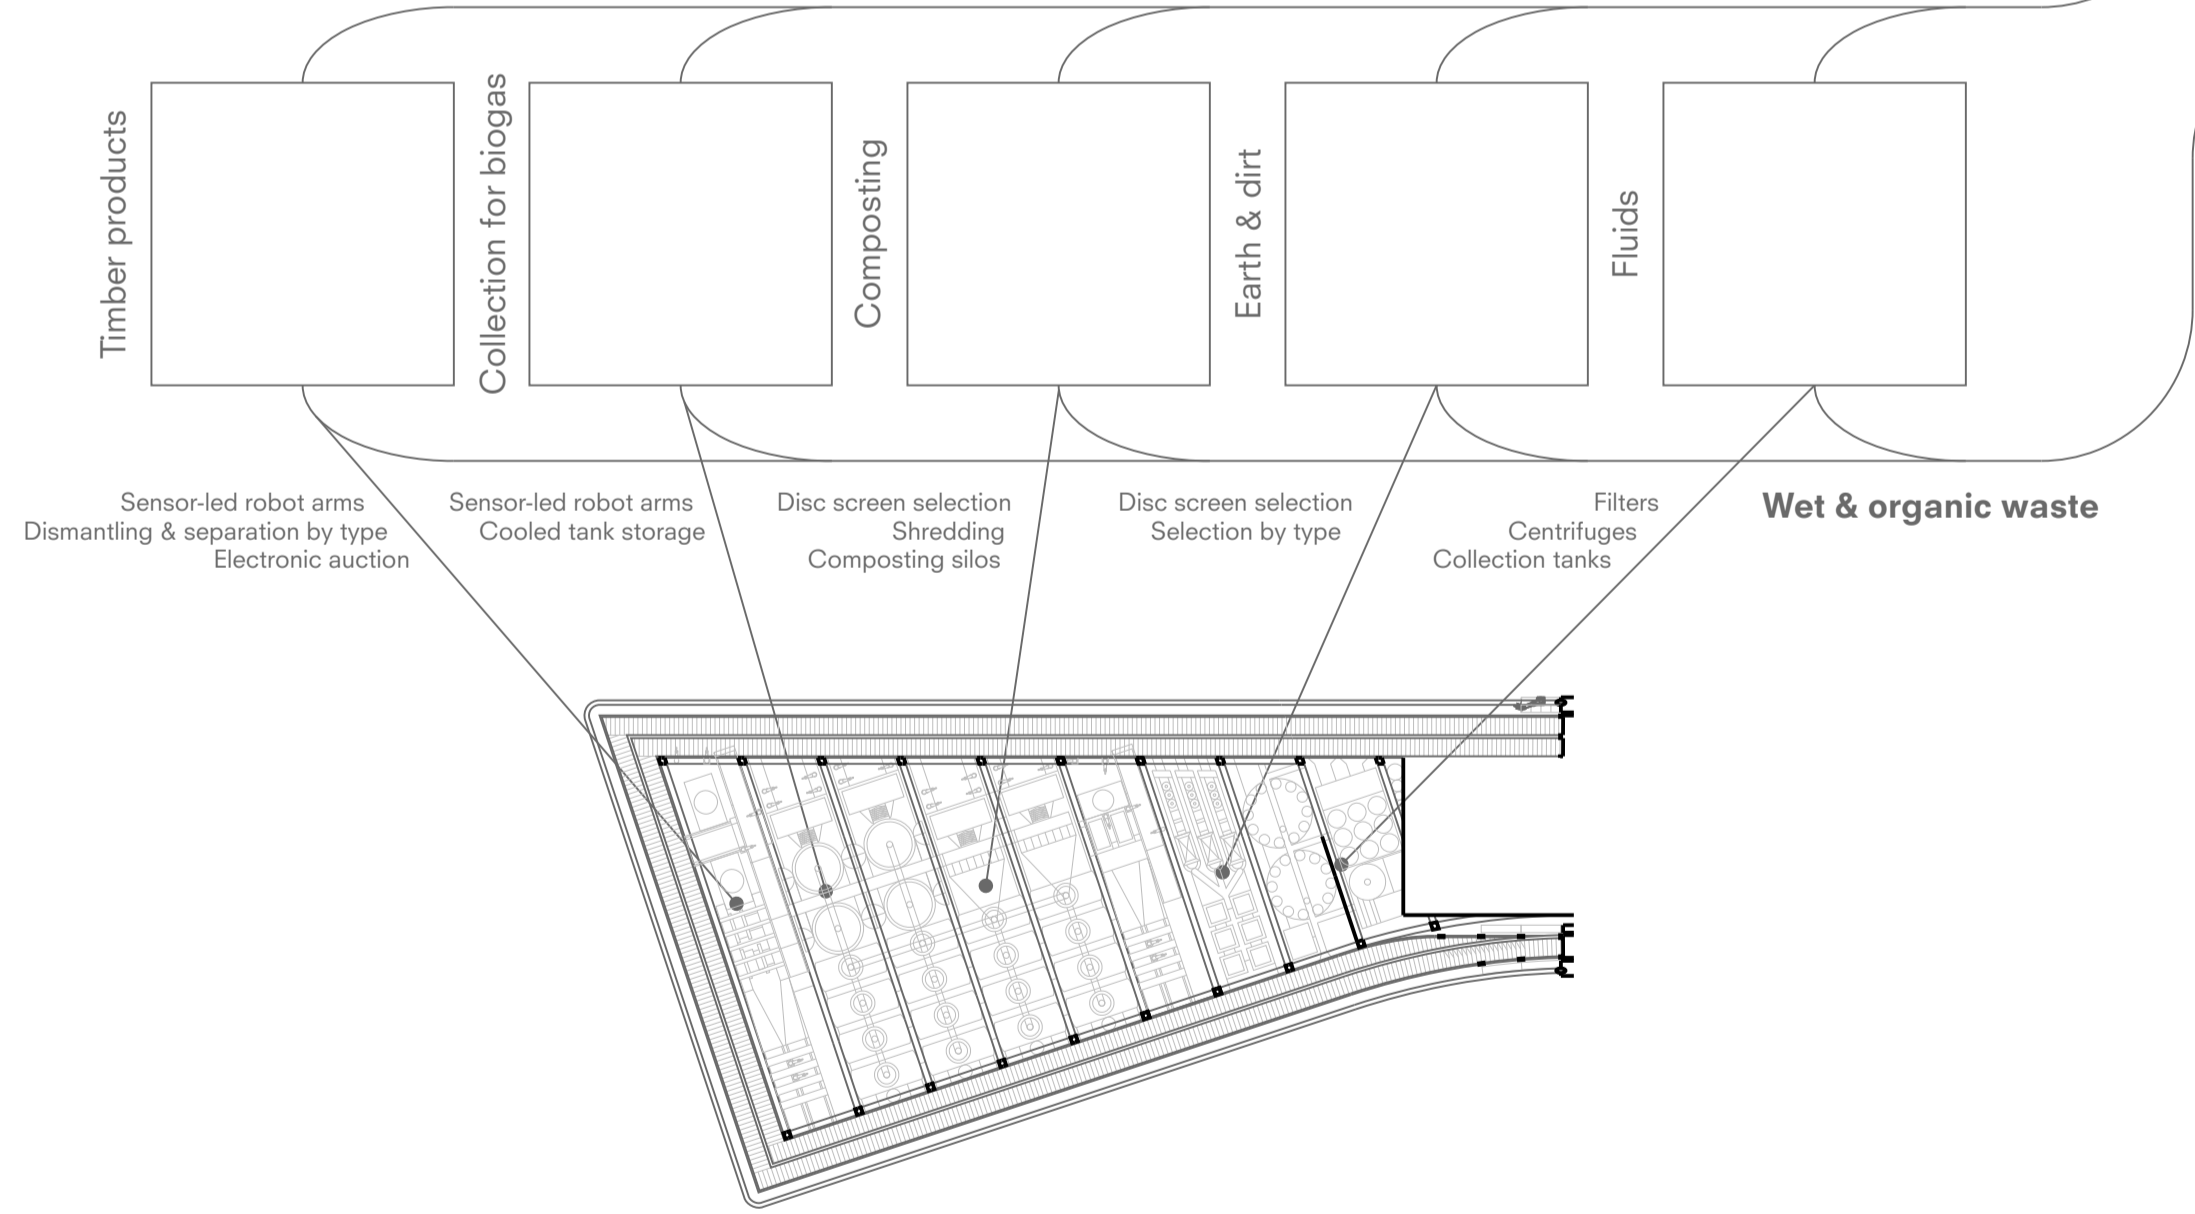 Timber products
Collection for biogas
Composting
Earth & dirt
Fluids
Sensor-led robot arms
Dismantling & separation by type
Electronic auction
Sensor-led robot arms
Cooled tank storage
Disc screen selection
Shredding
Composting silos
Disc screen selection
Selection by type
Filters
Centrifuges
Collection tanks
Wet & organic waste